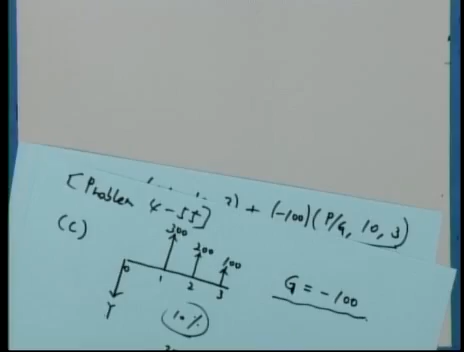 ) + (-100)(P/G, 10, 3)
[Problem 4-55]
(C)
300
200
100
0
1
2
3
Y
G = -100
10%